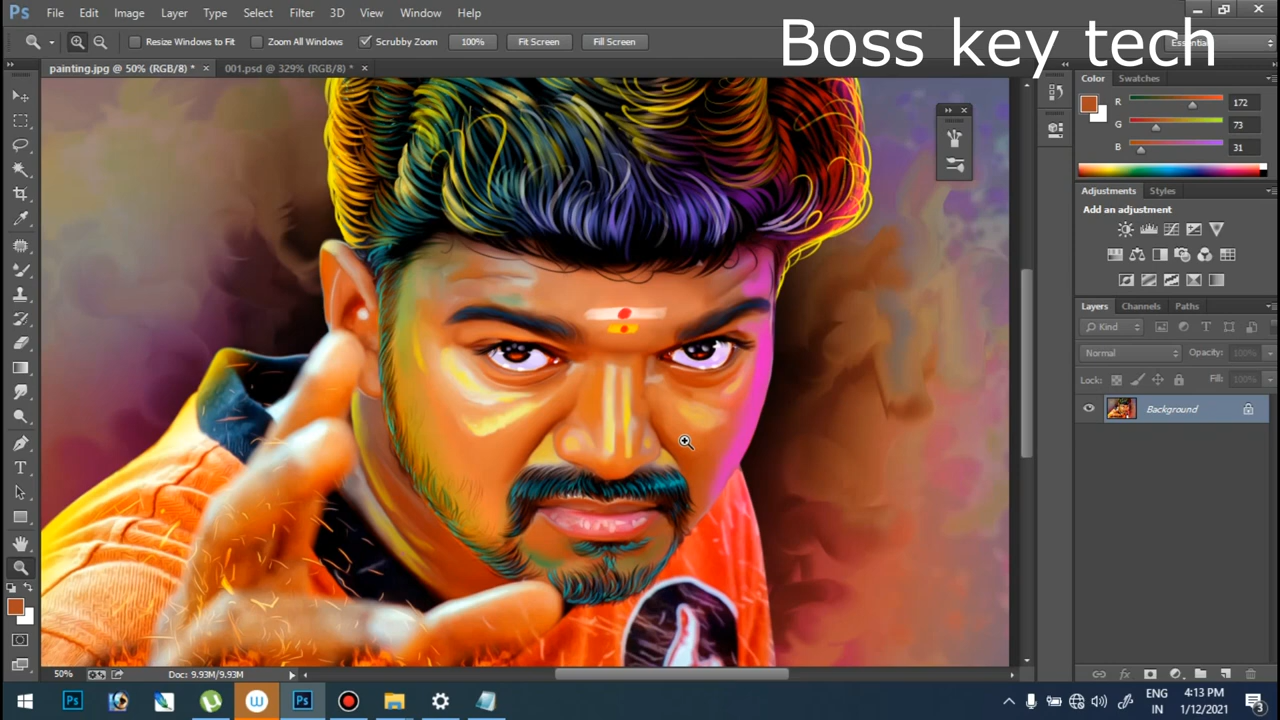 Ps File Edit Image Layer Type Select Filter 3D View Window Help
Boss key tech
Resize Windows to Fit Zoom All Windows Scrubby Zoom 100% Fit Screen Fill Screen
painting.jpg @ 50% (RGB/8) * × 001.psd @ 329% (RGB/8) * ×
Color Swatches
R 172
G 73
B 31
Adjustments Styles
Add an adjustment
Layers Channels Paths
Kind
Normal Opacity: 100%
Lock: Fill: 100%
Background
50% Doc: 9.93M/9.93M
ENG
IN
4:13 PM
1/12/2021
3